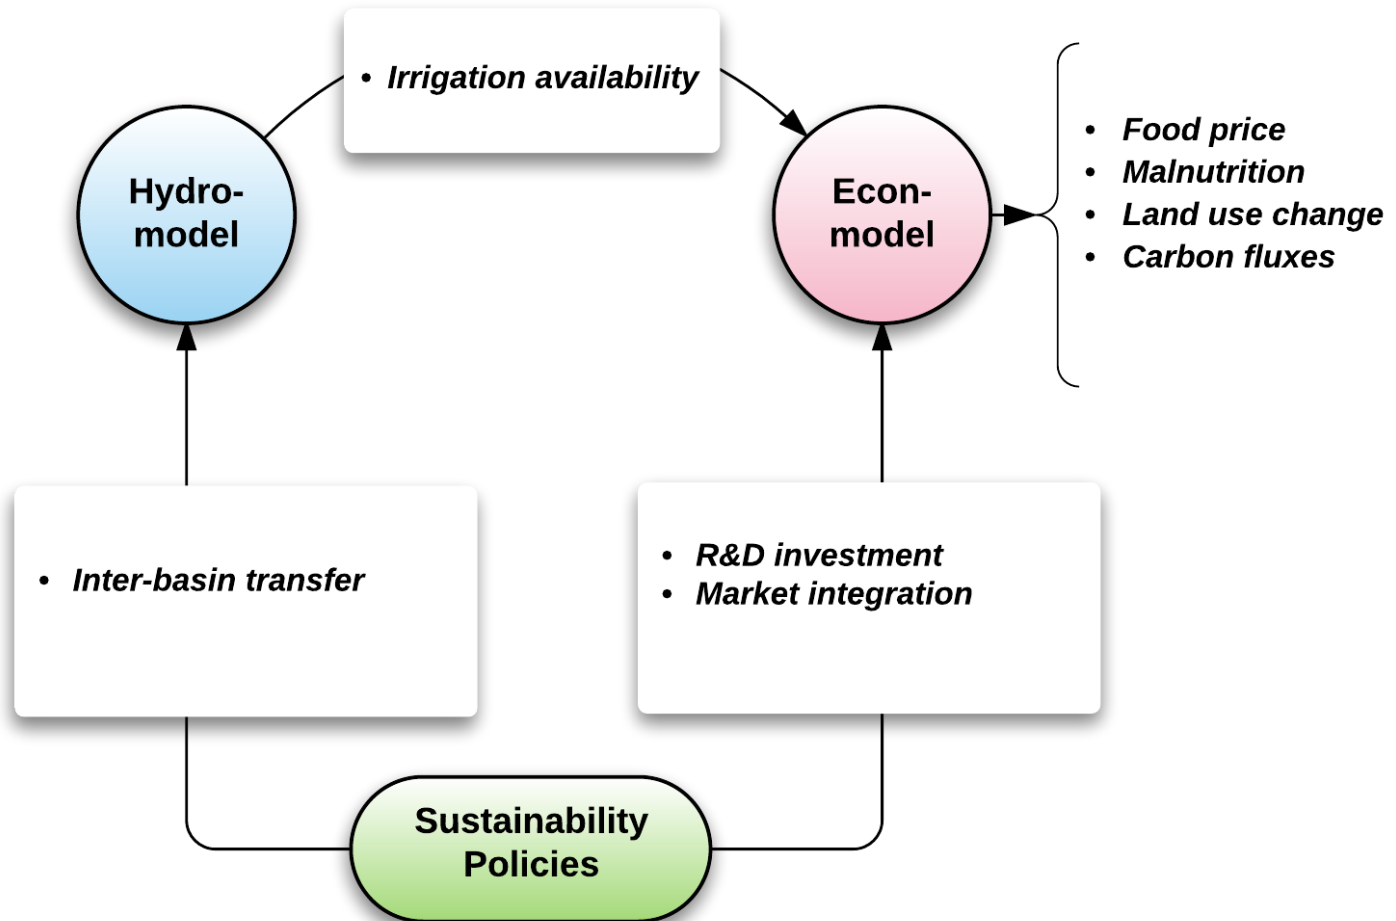 • Irrigation availability
Hydro-
model
Econ-
model
• Food price
• Malnutrition
• Land use change
• Carbon fluxes
• Inter-basin transfer
• R&D investment
• Market integration
Sustainability
Policies